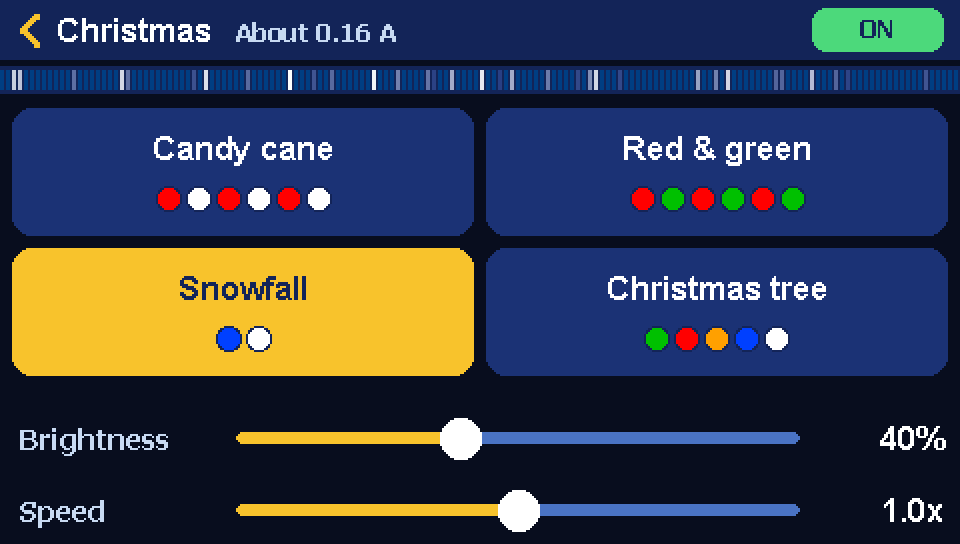 Christmas About 0.16 A ON
Candy cane
Red & green
Snowfall
Christmas tree
Brightness 40%
Speed 1.0x